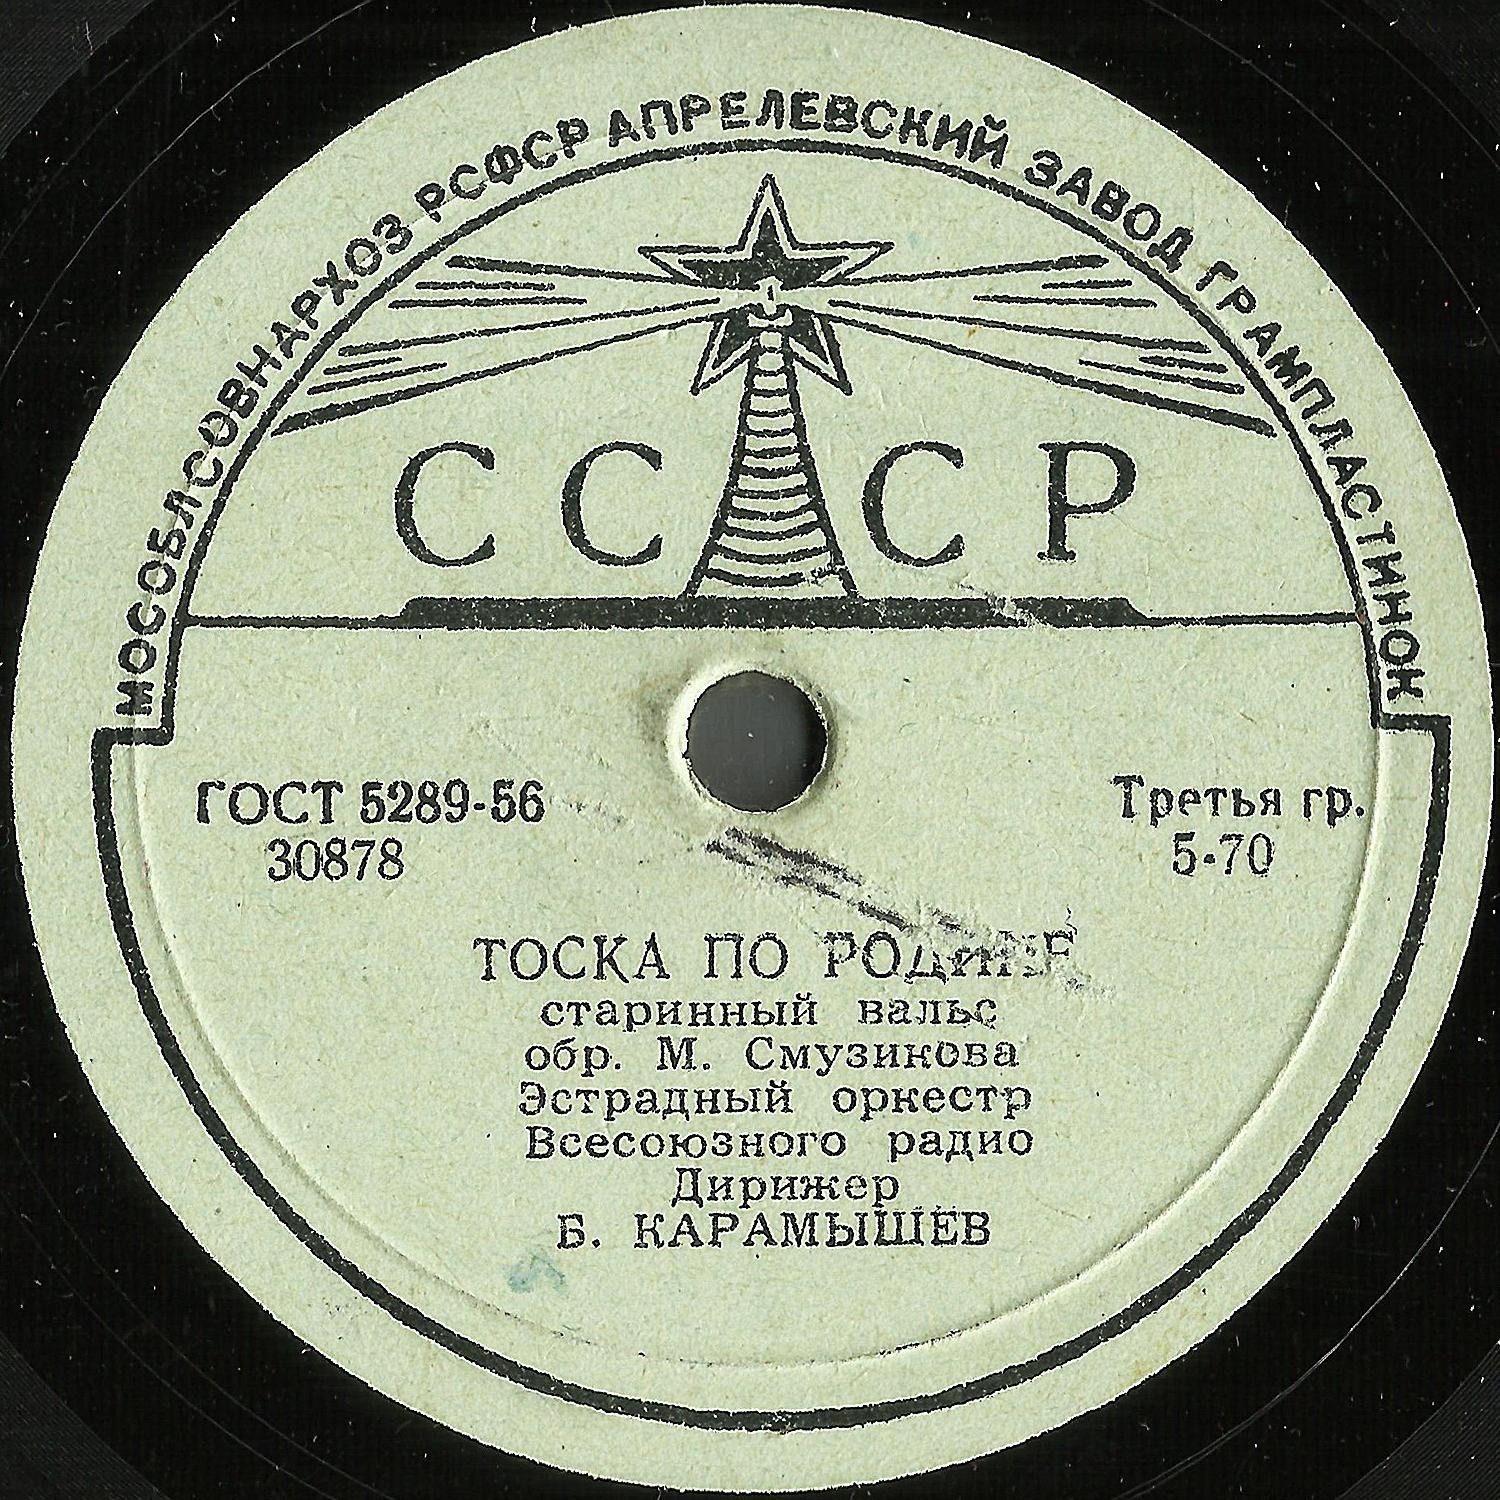 МОСОБЛСОВНАРХОЗ РСФСР АПРЕЛЕВСКИЙ ЗАВОД ГРАМПЛАСТИНОК
СССР
ГОСТ 5289-56
30878
Третья гр.
5-70
ТОСКА ПО РОДИНЕ
старинный вальс
обр. М. Смузикова
Эстрадный оркестр
Всесоюзного радио
Дирижер
Б. КАРАМЫШЕВ